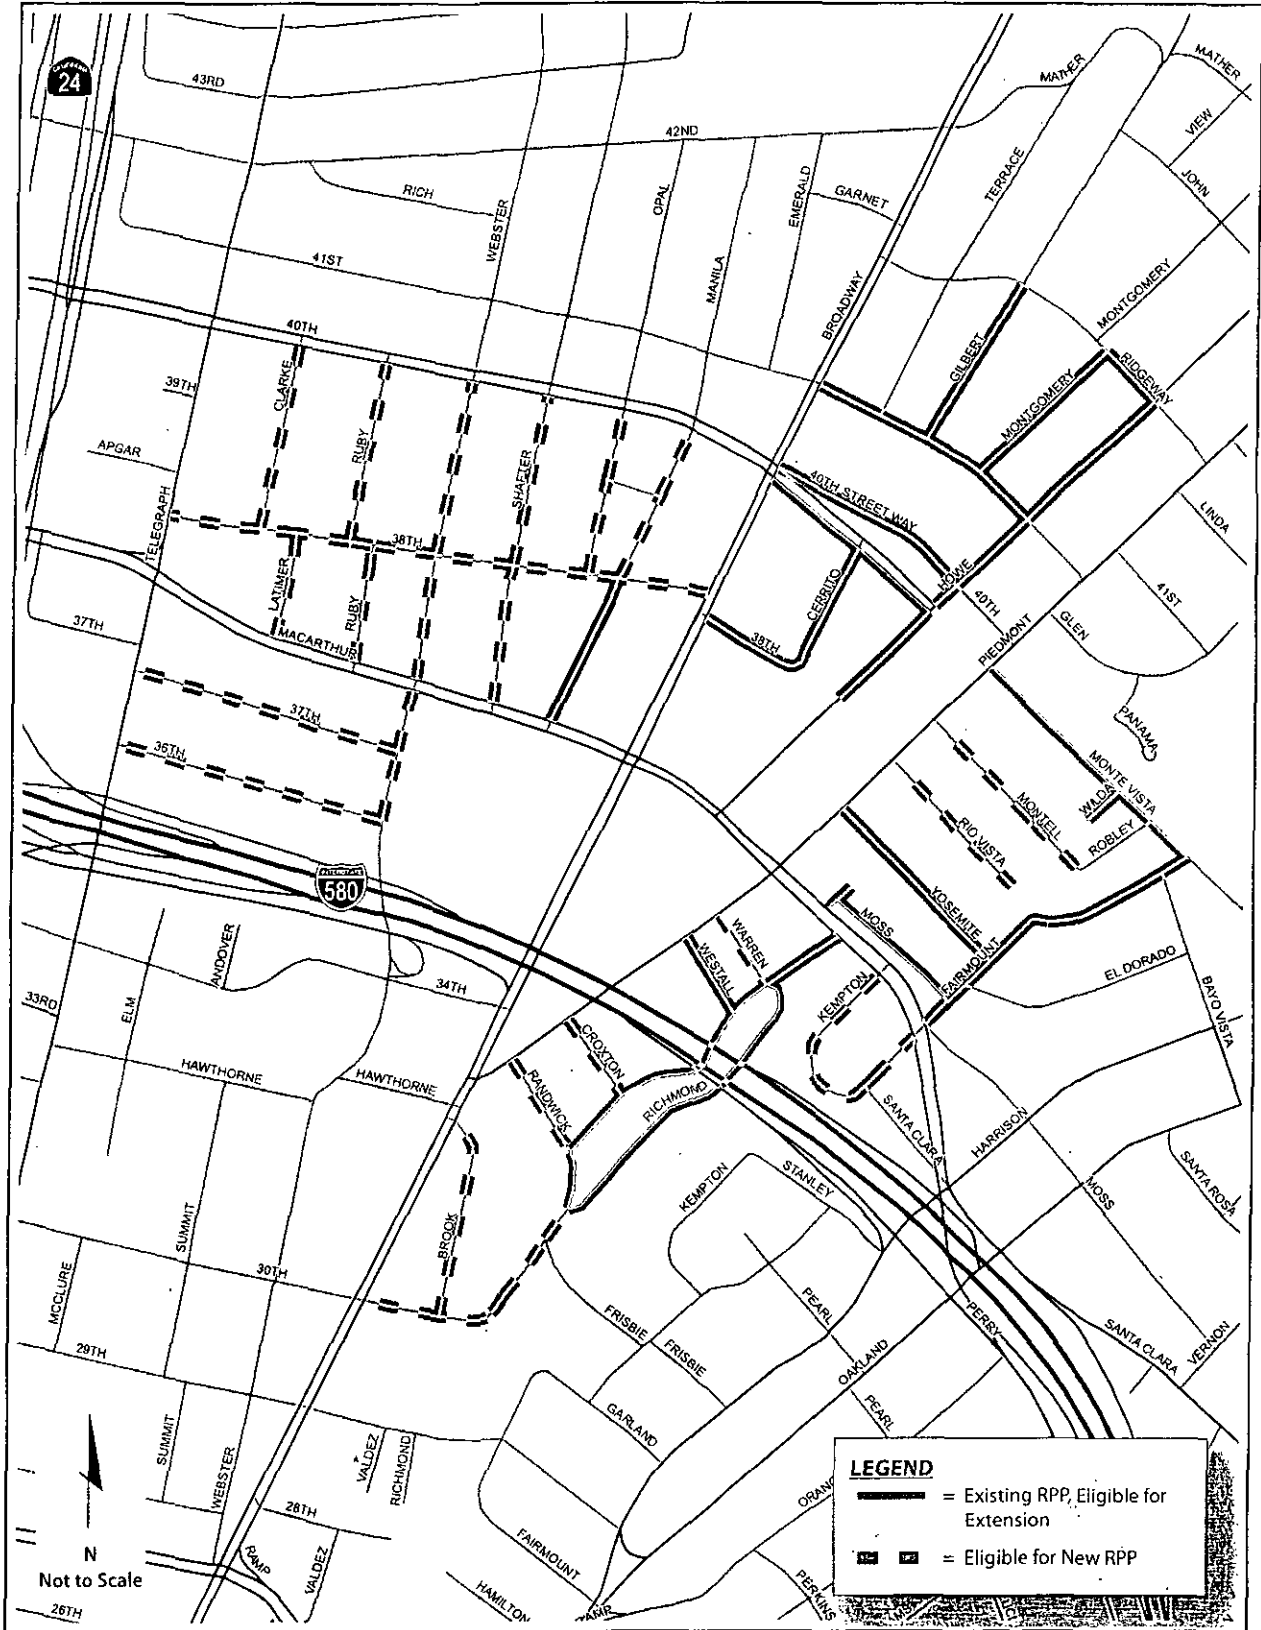 CALIFORNIA
24
43RD
MATHER
MATHER
VIEW
42ND
JOHN
RICH
OPAL
EMERALD
GARNET
TERRACE
WEBSTER
41ST
MANILA
BROADWAY
MONTGOMERY
40TH
GILBERT
RIDGEWAY
39TH
CLARKE
MONTGOMERY
APGAR
RUBY
SHAFTER
40TH STREET WAY
LINDA
TELEGRAPH
38TH
HOWE
41ST
LATIMER
RUBY
CERRITO
40TH
GLEN
37TH
MACARTHUR
38TH
PIEDMONT
37TH
PANAMA
36TH
MONTE VISTA
WILDA
MONTELL
RIO VISTA
ROBLEY
INTERSTATE
580
YOSEMITE
MOSS
WARREN
WESTALL
FAIRMOUNT
ANDOVER
EL DORADO
BAYO VISTA
33RD
ELM
34TH
KEMPTON
CROXTON
HAWTHORNE
HAWTHORNE
RANDWICK
RICHMOND
SANTA CLARA
HARRISON
SANTA ROSA
KEMPTON
STANLEY
MOSS
SUMMIT
BROOK
30TH
MCCLURE
PEARL
PERRY
FRISBIE
FRISBIE
SANTA CLARA
VERNON
29TH
OAKLAND
PEARL
GARLAND
SUMMIT
VALDEZ
RICHMOND
WEBSTER
28TH
FAIRMOUNT
RAMP
VALDEZ
HAMILTON
PERKINS
26TH
N
Not to Scale
LEGEND
= Existing RPP, Eligible for
Extension
= Eligible for New RPP